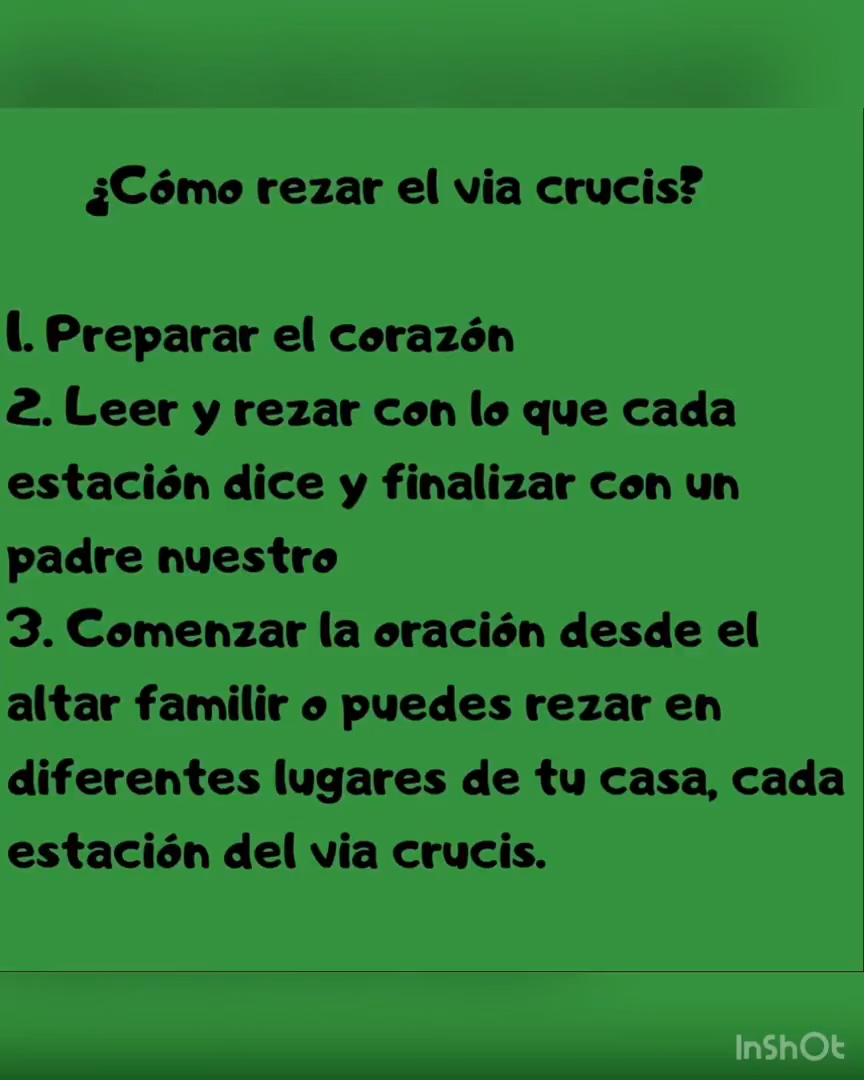 ¿Cómo rezar el via crucis?
1. Preparar el corazón
2. Leer y rezar con lo que cada
estación dice y finalizar con un
padre nuestro
3. Comenzar la oración desde el
altar familir o puedes rezar en
diferentes lugares de tu casa, cada
estación del via crucis.
InShOt